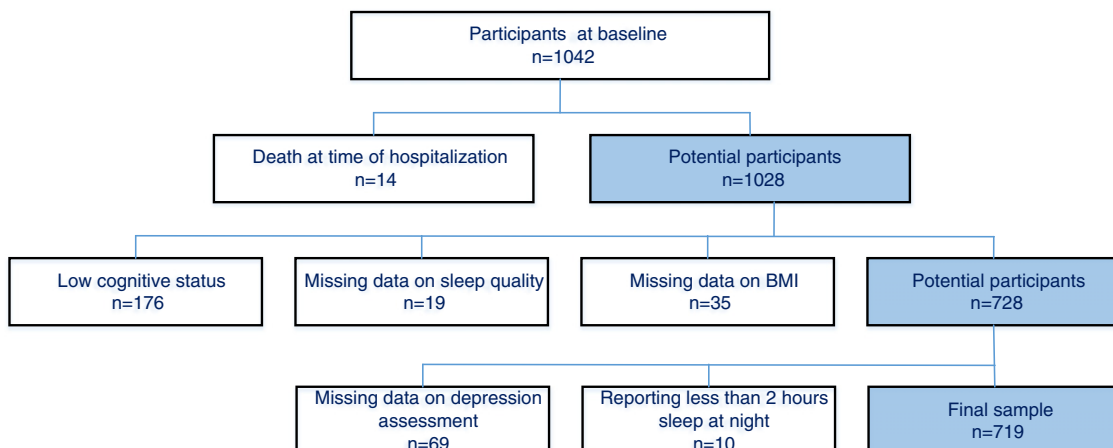 Participants at baseline
n=1042
Death at time of hospitalization
n=14
Potential participants
n=1028
Low cognitive status
n=176
Missing data on sleep quality
n=19
Missing data on BMI
n=35
Potential participants
n=728
Missing data on depression
assessment
n=69
Reporting less than 2 hours
sleep at night
n=10
Final sample
n=719